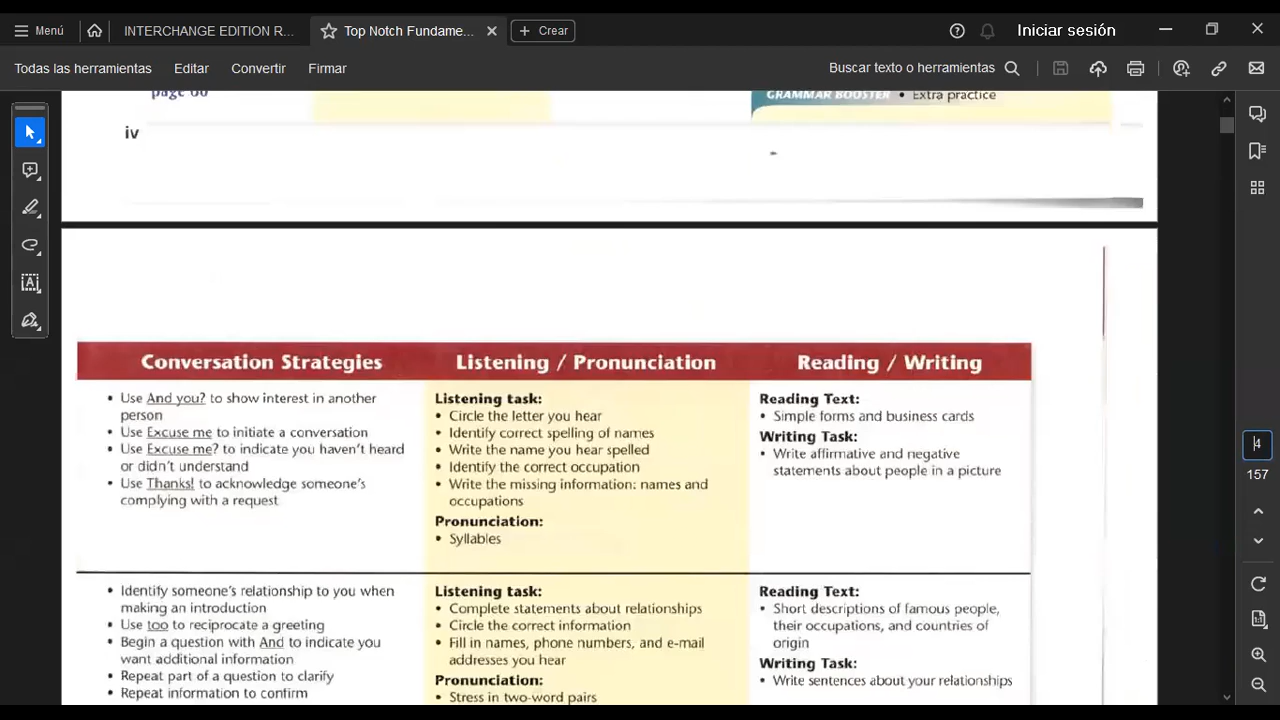 Menú
INTERCHANGE EDITION R...
Top Notch Fundame...
Crear
Iniciar sesión
Todas las herramientas
Editar
Convertir
Firmar
Buscar texto o herramientas
page 60
GRAMMAR BOOSTER • Extra practice
iv
Conversation Strategies
• Use And you? to show interest in another
person
• Use Excuse me to initiate a conversation
• Use Excuse me? to indicate you haven't heard
or didn't understand
• Use Thanks! to acknowledge someone's
complying with a request
Listening / Pronunciation
Listening task:
• Circle the letter you hear
• Identify correct spelling of names
• Write the name you hear spelled
• Identify the correct occupation
• Write the missing information: names and
occupations
Pronunciation:
• Syllables
Reading / Writing
Reading Text:
• Simple forms and business cards
Writing Task:
• Write affirmative and negative
statements about people in a picture
• Identify someone's relationship to you when
making an introduction
• Use too to reciprocate a greeting
• Begin a question with And to indicate you
want additional information
• Repeat part of a question to clarify
• Repeat information to confirm
Listening task:
• Complete statements about relationships
• Circle the correct information
• Fill in names, phone numbers, and e-mail
addresses you hear
Pronunciation:
• Stress in two-word pairs
Reading Text:
• Short descriptions of famous people,
their occupations, and countries of
origin
Writing Task:
• Write sentences about your relationships
4
157